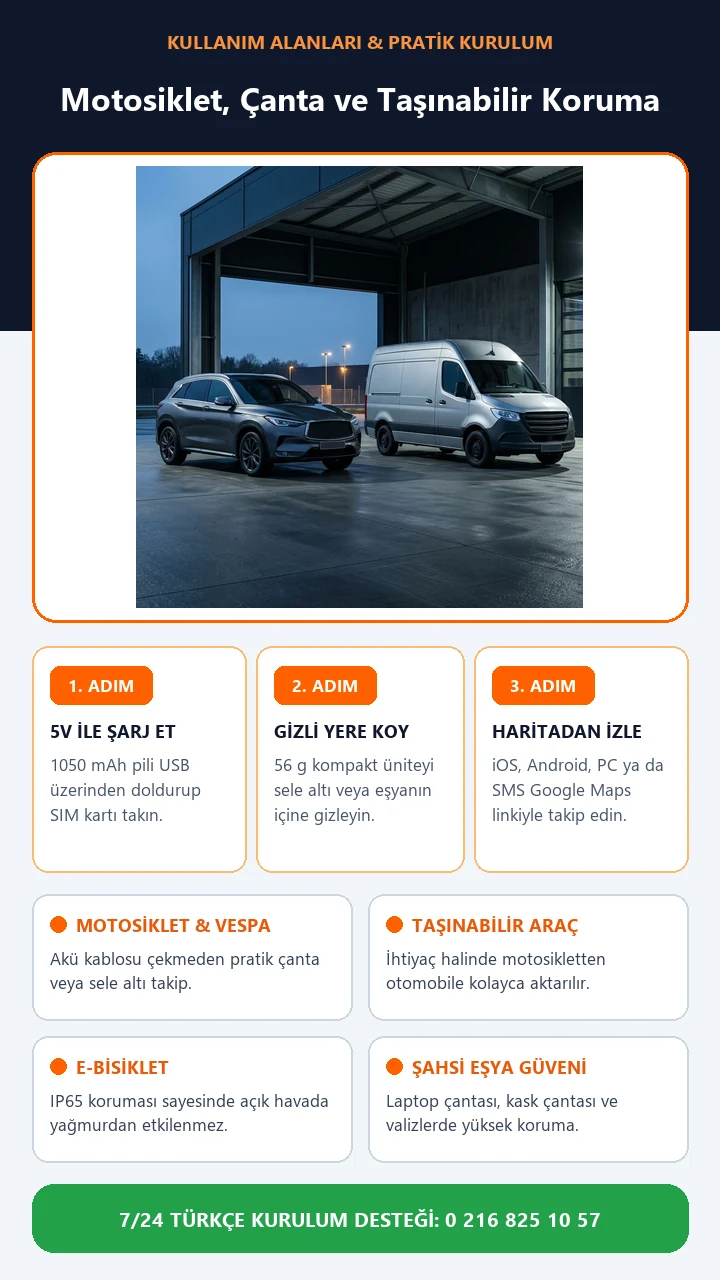 KULLANIM ALANLARI & PRATİK KURULUM
Motosiklet, Çanta ve Taşınabilir Koruma
1. ADIM
5V İLE ŞARJ ET
1050 mAh pili USB
üzerinden doldurup
SIM kartı takın.
2. ADIM
GİZLİ YERE KOY
56 g kompakt üniteyi
sele altı veya eşyanın
içine gizleyin.
3. ADIM
HARİTADAN İZLE
iOS, Android, PC ya da
SMS Google Maps
linkiyle takip edin.
MOTOSİKLET & VESPA
Akü kablosu çekmeden pratik çanta
veya sele altı takip.
TAŞINABİLİR ARAÇ
İhtiyaç halinde motosikletten
otomobile kolayca aktarılır.
E-BİSİKLET
IP65 koruması sayesinde açık havada
yağmurdan etkilenmez.
ŞAHSİ EŞYA GÜVENİ
Laptop çantası, kask çantası ve
valizlerde yüksek koruma.
7/24 TÜRKÇE KURULUM DESTEĞİ: 0 216 825 10 57